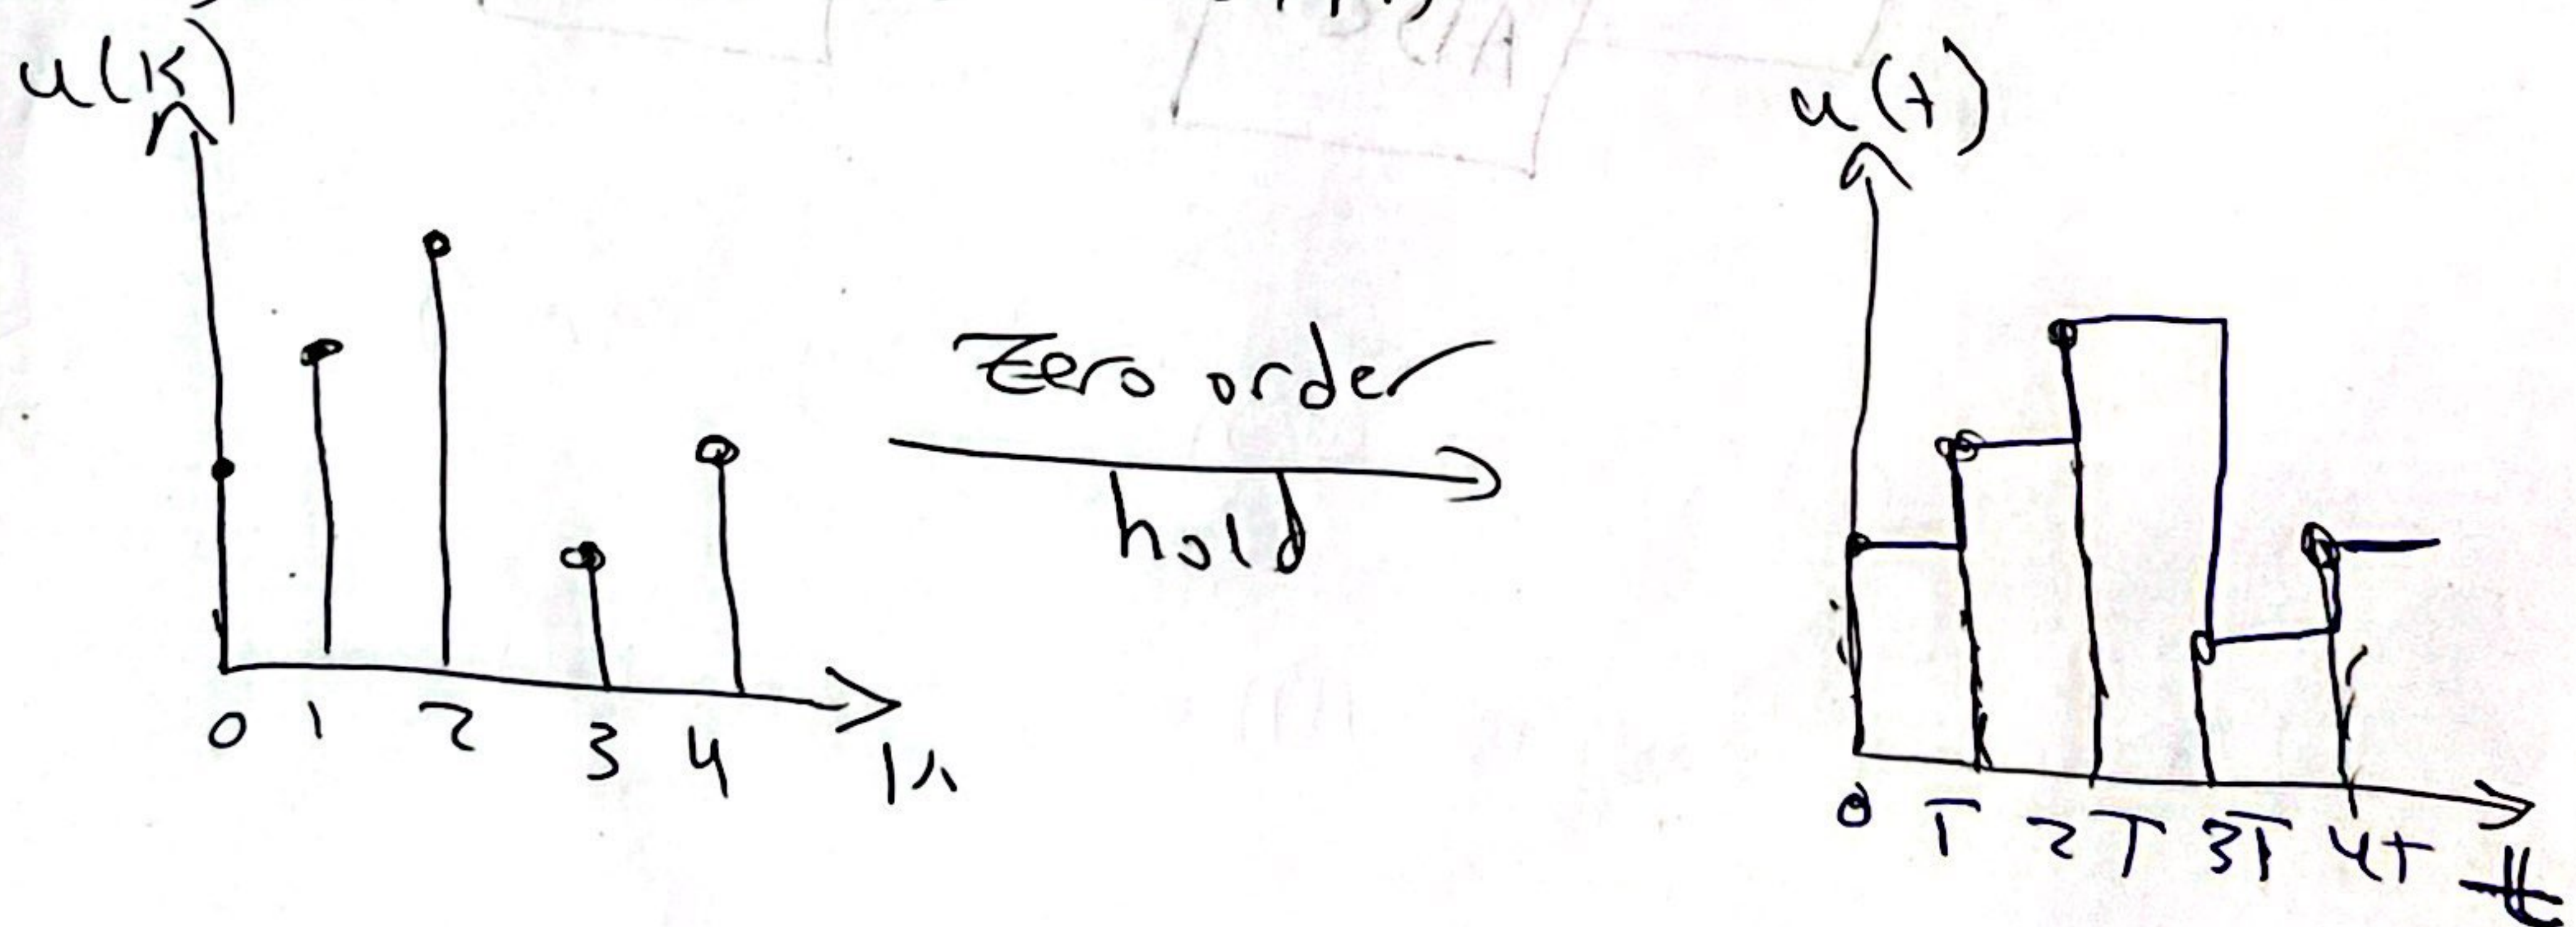 u(k)
u(t)
Zero order
hold
0 1 2 3 4 k
0 T 2T 3T 4T t